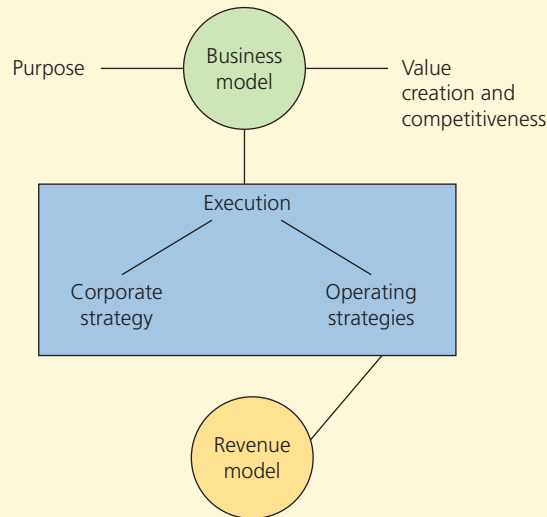 Purpose
Business
model
Value
creation and
competitiveness
Execution
Corporate
strategy
Operating
strategies
Revenue
model